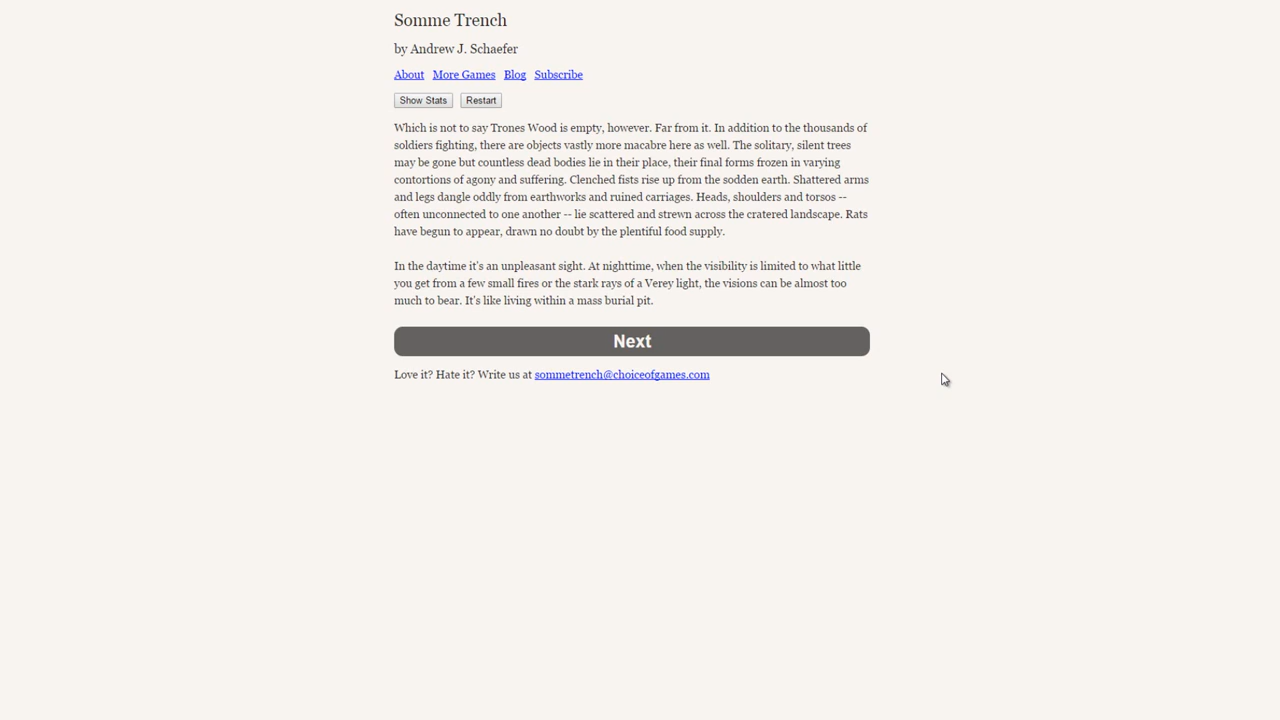 Somme Trench
by Andrew J. Schaefer
About More Games Blog Subscribe
Show Stats Restart
Which is not to say Trones Wood is empty, however. Far from it. In addition to the thousands of
soldiers fighting, there are objects vastly more macabre here as well. The solitary, silent trees
may be gone but countless dead bodies lie in their place, their final forms frozen in varying
contortions of agony and suffering. Clenched fists rise up from the sodden earth. Shattered arms
and legs dangle oddly from earthworks and ruined carriages. Heads, shoulders and torsos --
often unconnected to one another -- lie scattered and strewn across the cratered landscape. Rats
have begun to appear, drawn no doubt by the plentiful food supply.
In the daytime it's an unpleasant sight. At nighttime, when the visibility is limited to what little
you get from a few small fires or the stark rays of a Verey light, the visions can be almost too
much to bear. It's like living within a mass burial pit.
Next
Love it? Hate it? Write us at sommetrench@choiceofgames.com